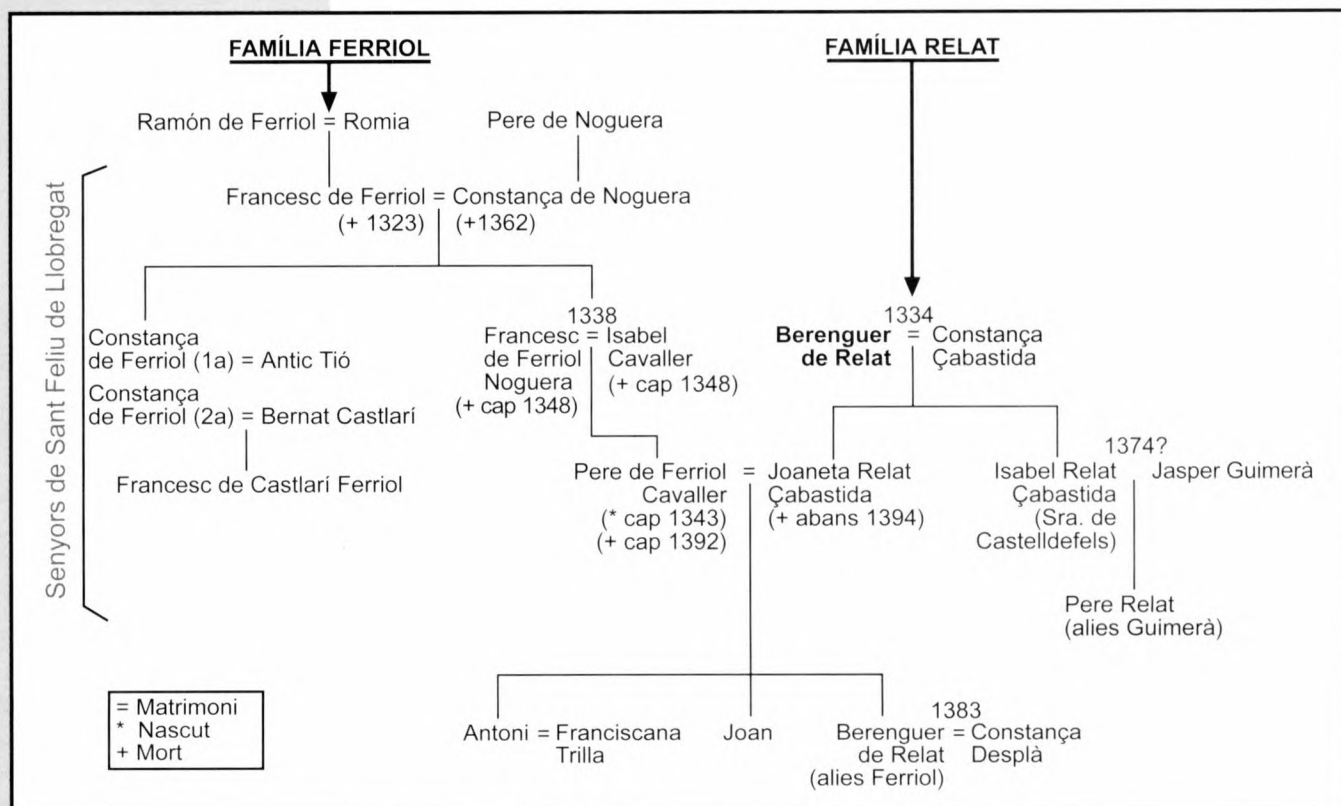 FAMÍLIA FERRIOL
FAMÍLIA RELAT
Ramón de Ferriol = Romia
Pere de Noguera
Senyors de Sant Feliu de Llobregat
Francesc de Ferriol = Constança de Noguera
(+ 1323) (+1362)
Constança
de Ferriol (1a) = Antic Tió
Constança
de Ferriol (2a) = Bernat Castlarí
Francesc de Castlarí Ferriol
1338
Francesc = Isabel
de Ferriol Cavaller
Noguera (+ cap 1348)
(+ cap 1348)
1334
Berenguer = Constança
de Relat Çabastida
Pere de Ferriol = Joaneta Relat
Cavaller Çabastida
(* cap 1343) (+ abans 1394)
(+ cap 1392)
1374?
Isabel Relat Jasper Guimerà
Çabastida
(Sra. de
Castelldefels)
Pere Relat
(alies Guimerà)
Antoni = Franciscana
Trilla
Joan
1383
Berenguer = Constança
de Relat Desplà
(alies Ferriol)
= Matrimoni
* Nascut
+ Mort